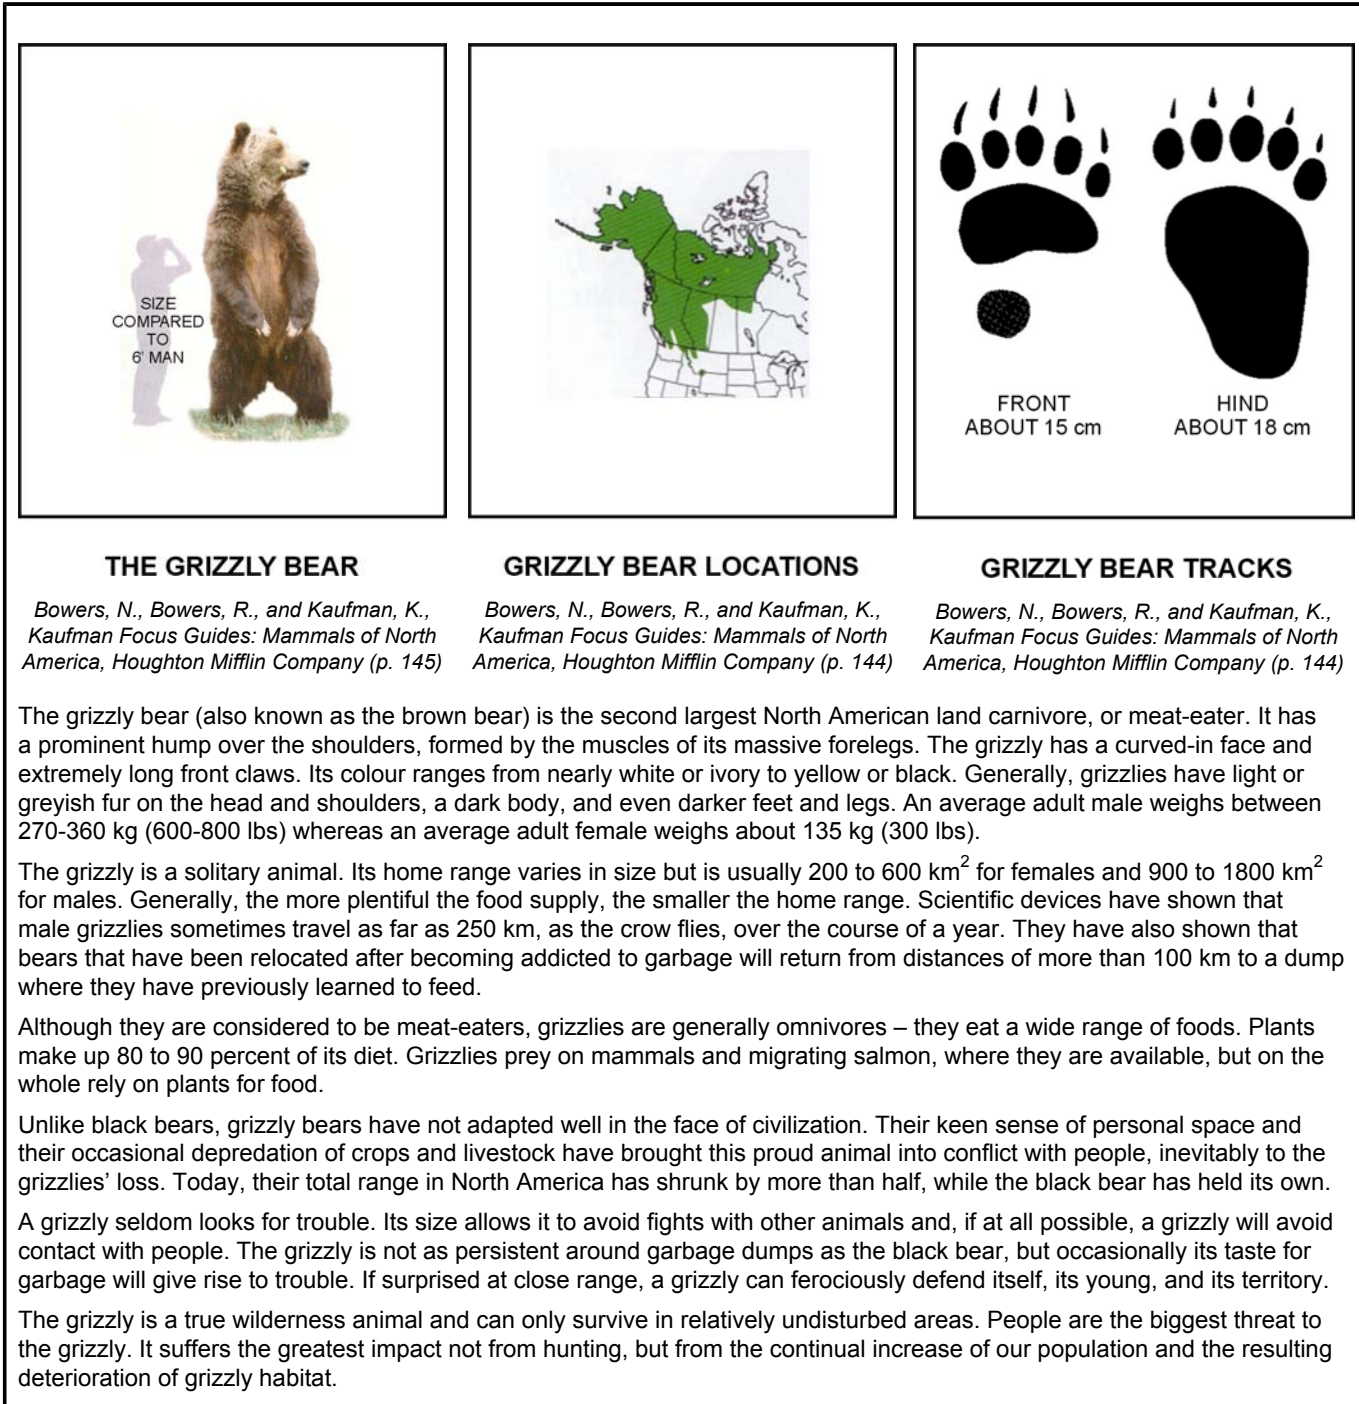 SIZE
COMPARED
TO
6' MAN
FRONT
ABOUT 15 cm
HIND
ABOUT 18 cm
THE GRIZZLY BEAR
Bowers, N., Bowers, R., and Kaufman, K.,
Kaufman Focus Guides: Mammals of North
America, Houghton Mifflin Company (p. 145)
GRIZZLY BEAR LOCATIONS
Bowers, N., Bowers, R., and Kaufman, K.,
Kaufman Focus Guides: Mammals of North
America, Houghton Mifflin Company (p. 144)
GRIZZLY BEAR TRACKS
Bowers, N., Bowers, R., and Kaufman, K.,
Kaufman Focus Guides: Mammals of North
America, Houghton Mifflin Company (p. 144)
The grizzly bear (also known as the brown bear) is the second largest North American land carnivore, or meat-eater. It has
a prominent hump over the shoulders, formed by the muscles of its massive forelegs. The grizzly has a curved-in face and
extremely long front claws. Its colour ranges from nearly white or ivory to yellow or black. Generally, grizzlies have light or
greyish fur on the head and shoulders, a dark body, and even darker feet and legs. An average adult male weighs between
270-360 kg (600-800 lbs) whereas an average adult female weighs about 135 kg (300 lbs).
The grizzly is a solitary animal. Its home range varies in size but is usually 200 to 600 km² for females and 900 to 1800 km²
for males. Generally, the more plentiful the food supply, the smaller the home range. Scientific devices have shown that
male grizzlies sometimes travel as far as 250 km, as the crow flies, over the course of a year. They have also shown that
bears that have been relocated after becoming addicted to garbage will return from distances of more than 100 km to a dump
where they have previously learned to feed.
Although they are considered to be meat-eaters, grizzlies are generally omnivores – they eat a wide range of foods. Plants
make up 80 to 90 percent of its diet. Grizzlies prey on mammals and migrating salmon, where they are available, but on the
whole rely on plants for food.
Unlike black bears, grizzly bears have not adapted well in the face of civilization. Their keen sense of personal space and
their occasional depredation of crops and livestock have brought this proud animal into conflict with people, inevitably to the
grizzlies' loss. Today, their total range in North America has shrunk by more than half, while the black bear has held its own.
A grizzly seldom looks for trouble. Its size allows it to avoid fights with other animals and, if at all possible, a grizzly will avoid
contact with people. The grizzly is not as persistent around garbage dumps as the black bear, but occasionally its taste for
garbage will give rise to trouble. If surprised at close range, a grizzly can ferociously defend itself, its young, and its territory.
The grizzly is a true wilderness animal and can only survive in relatively undisturbed areas. People are the biggest threat to
the grizzly. It suffers the greatest impact not from hunting, but from the continual increase of our population and the resulting
deterioration of grizzly habitat.